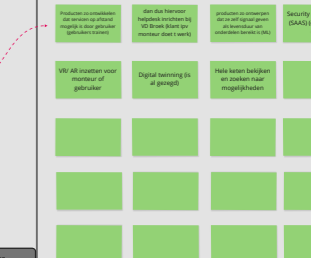 Producten zo ontwikkelen
dat services op afstand
mogelijk is door gebruiker
(gebruikers trainen)
dan dus hiervoor
helpdesk inrichten bij
VD Broek (klant ipv
monteur doet t werk)
producten zo ontwerpen
dat ze zelf signaal geven
als levensduur van
onderdelen bereikt is (ML)
Security
(SAAS)
VR/ AR inzetten voor
monteur of
gebruiker
Digital twinning (is
al gezegd)
Hele keten bekijken
en zoeken naar
mogelijkheden